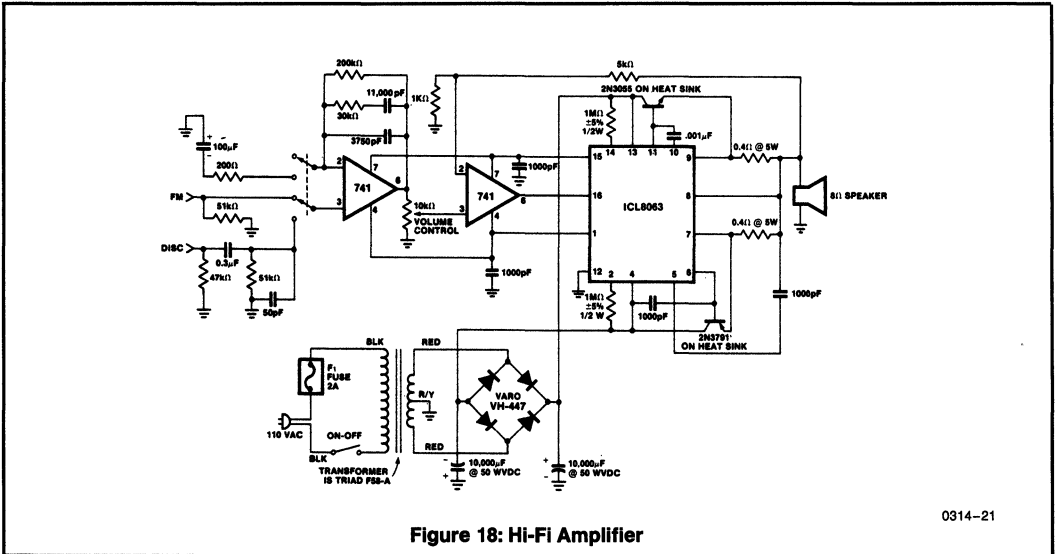 200kΩ
11,000pF
30kΩ
3750pF
100μF
200Ω
FM
51kΩ
DISC
0.3μF
47kΩ
51kΩ
50pF
2
3
7
4
6
741
10kΩ
VOLUME
CONTROL
1KΩ
2
3
7
4
6
741
1000pF
1000pF
5kΩ
2N3055 ON HEAT SINK
1MΩ
±5%
1/2W
.001μF
14
13
11
10
15
16
1
12
2
4
5
6
7
8
9
ICL8063
0.4Ω @ 5W
0.4Ω @ 5W
8Ω SPEAKER
1MΩ
±5%
1/2 W
1000pF
1000pF
2N3791
ON HEAT SINK
F1
FUSE
2A
BLK
RED
R/Y
RED
VARO
VH-447
110 VAC
ON-OFF
BLK
TRANSFORMER
IS TRIAD F58-A
- +
10,000μF
@ 50 WVDC
+ -
10,000μF
@ 50 WVDC
0314–21
Figure 18: Hi-Fi Amplifier